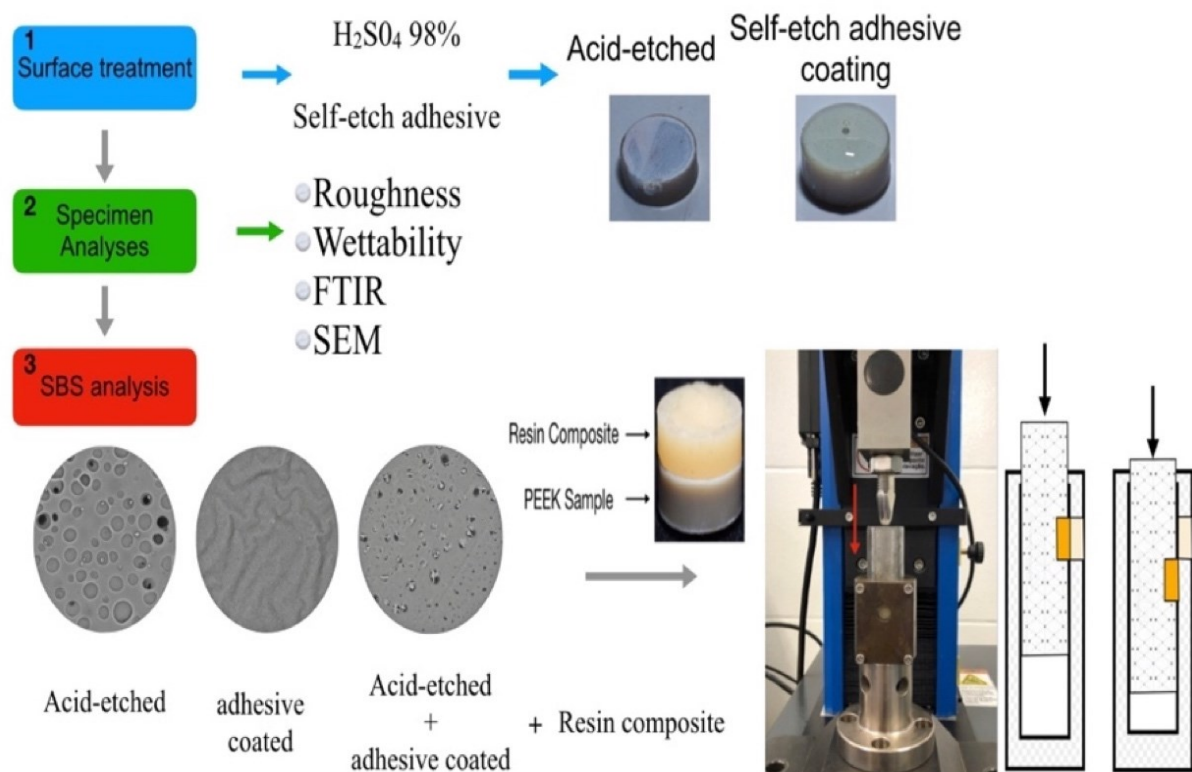 1
Surface treatment
H₂S0₄ 98%
Self-etch adhesive
Acid-etched
Self-etch adhesive
coating
2
Specimen
Analyses
Roughness
Wettability
FTIR
SEM
3
SBS analysis
Resin Composite
PEEK Sample
Acid-etched
adhesive
coated
Acid-etched
+
adhesive coated
+ Resin composite